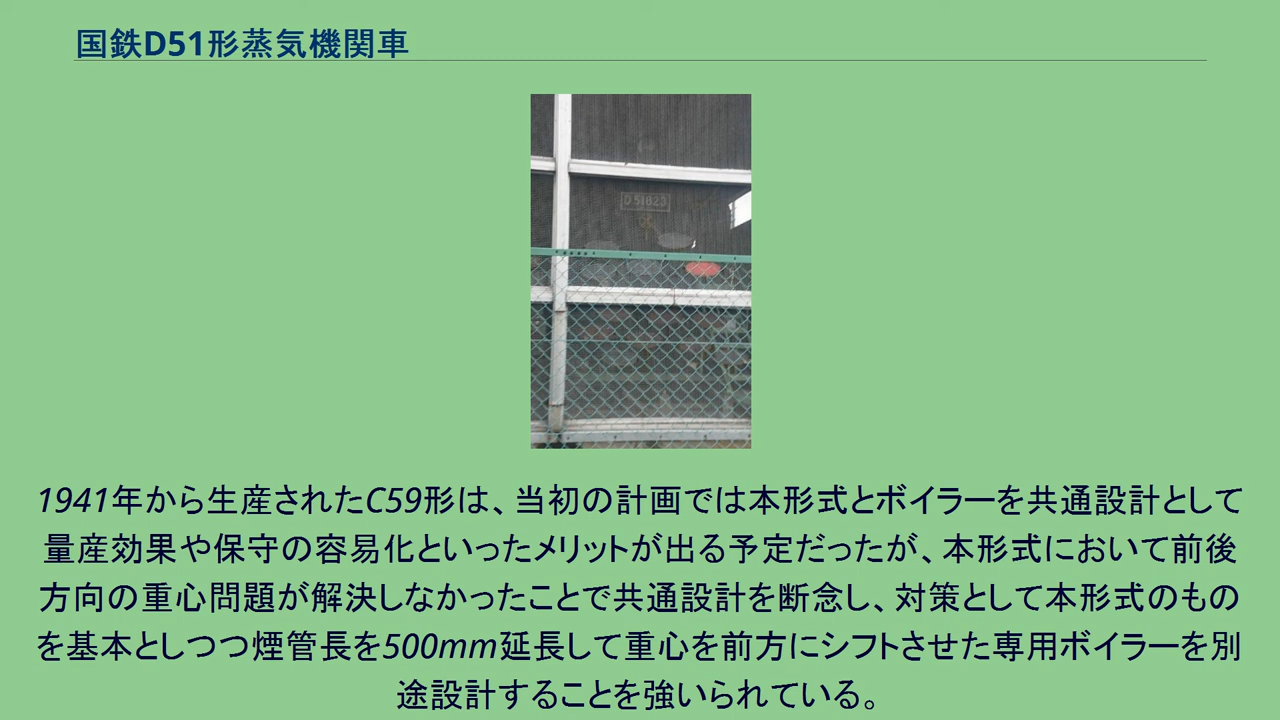 国鉄D51形蒸気機関車
D51823
1941年から生産されたC59形は、当初の計画では本形式とボイラーを共通設計として
量産効果や保守の容易化といったメリットが出る予定だったが、本形式において前後
方向の重心問題が解決しなかったことで共通設計を断念し、対策として本形式のもの
を基本としつつ煙管長を500mm延長して重心を前方にシフトさせた専用ボイラーを別
途設計することを強いられている。